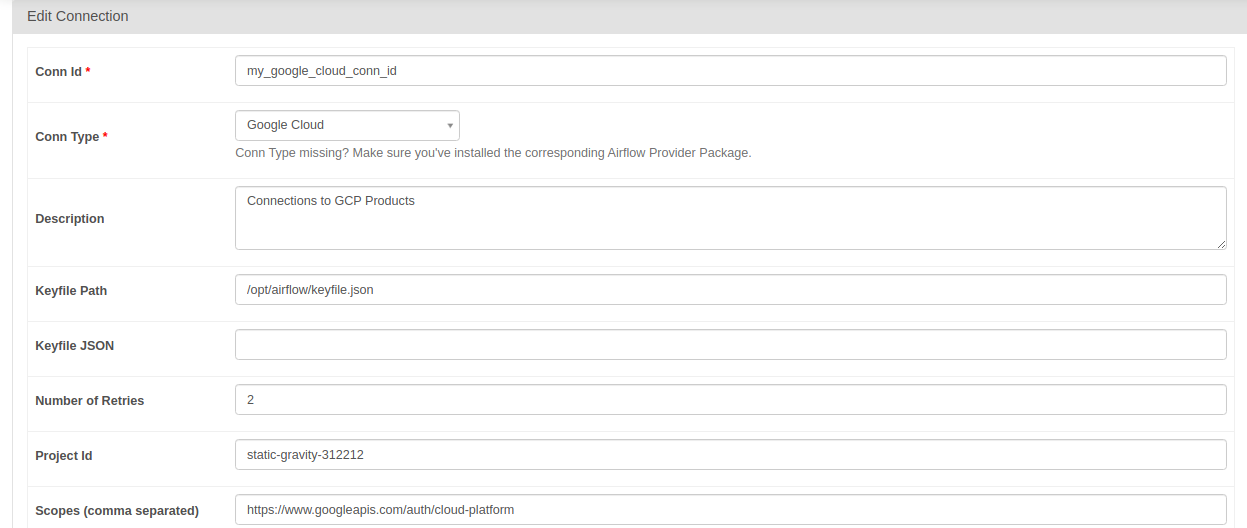 Edit Connection
Conn Id *
my_google_cloud_conn_id
Conn Type *
Google Cloud
Conn Type missing? Make sure you've installed the corresponding Airflow Provider Package.
Description
Connections to GCP Products
Keyfile Path
/opt/airflow/keyfile.json
Keyfile JSON
Number of Retries
2
Project Id
static-gravity-312212
Scopes (comma separated)
https://www.googleapis.com/auth/cloud-platform